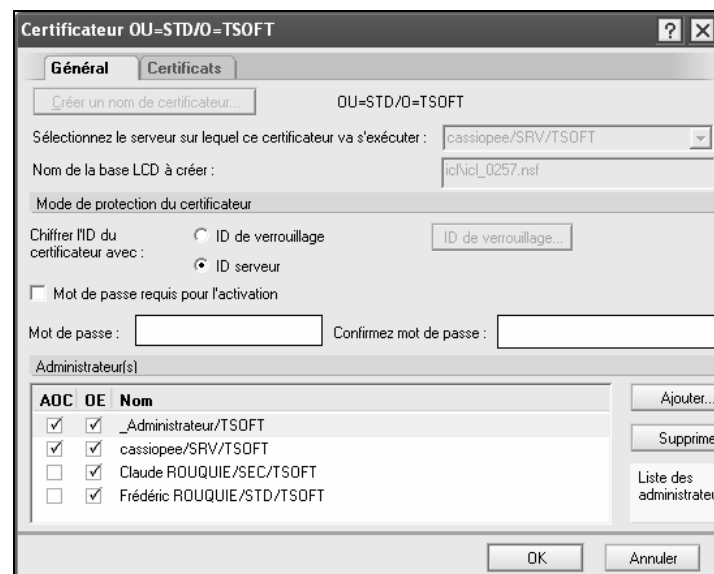 Certificateur OU=STD/O=TSOFT
Général Certificats
Créer un nom de certificateur... OU=STD/O=TSOFT
Sélectionnez le serveur sur lequel ce certificateur va s'exécuter : cassiopee/SRV/TSOFT
Nom de la base LCD à créer : icl\icl_0257.nsf
Mode de protection du certificateur
Chiffrer l'ID du certificateur avec :
ID de verrouillage ID de verrouillage...
ID serveur
Mot de passe requis pour l'activation
Mot de passe : Confirmez mot de passe :
Administrateur(s)
AOC OE Nom
_Administrateur/TSOFT
cassiopee/SRV/TSOFT
Claude ROUQUIE/SEC/TSOFT
Frédéric ROUQUIE/STD/TSOFT
Ajouter...
Supprime
Liste des
administrateu
OK Annuler